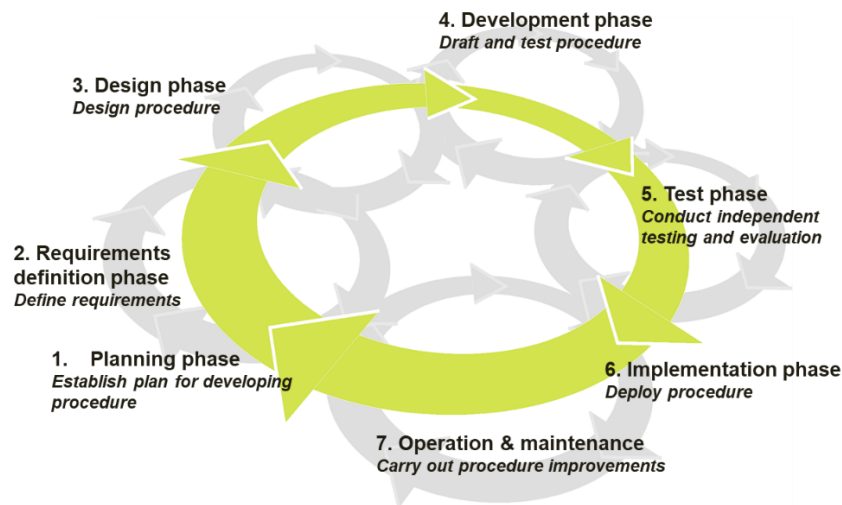 1. Planning phase
Establish plan for developing
procedure
2. Requirements
definition phase
Define requirements
3. Design phase
Design procedure
4. Development phase
Draft and test procedure
5. Test phase
Conduct independent
testing and evaluation
6. Implementation phase
Deploy procedure
7. Operation & maintenance
Carry out procedure improvements